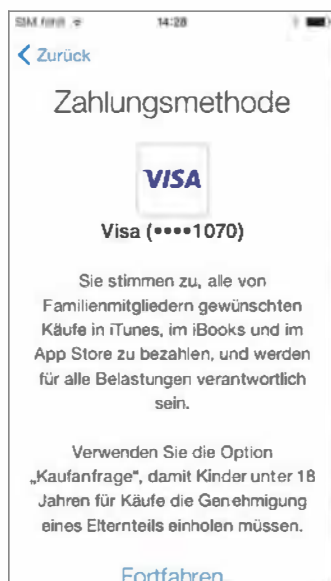 SIM fehlt 14:28
Zurück
Zahlungsmethode
VISA
Visa (••••1070)
Sie stimmen zu, alle von
Familienmitgliedern gewünschten
Käufe in iTunes, im iBooks und im
App Store zu bezahlen, und werden
für alle Belastungen verantwortlich
sein.
Verwenden Sie die Option
„Kaufanfrage“, damit Kinder unter 18
Jahren für Käufe die Genehmigung
eines Elternteils einholen müssen.
Fortfahren